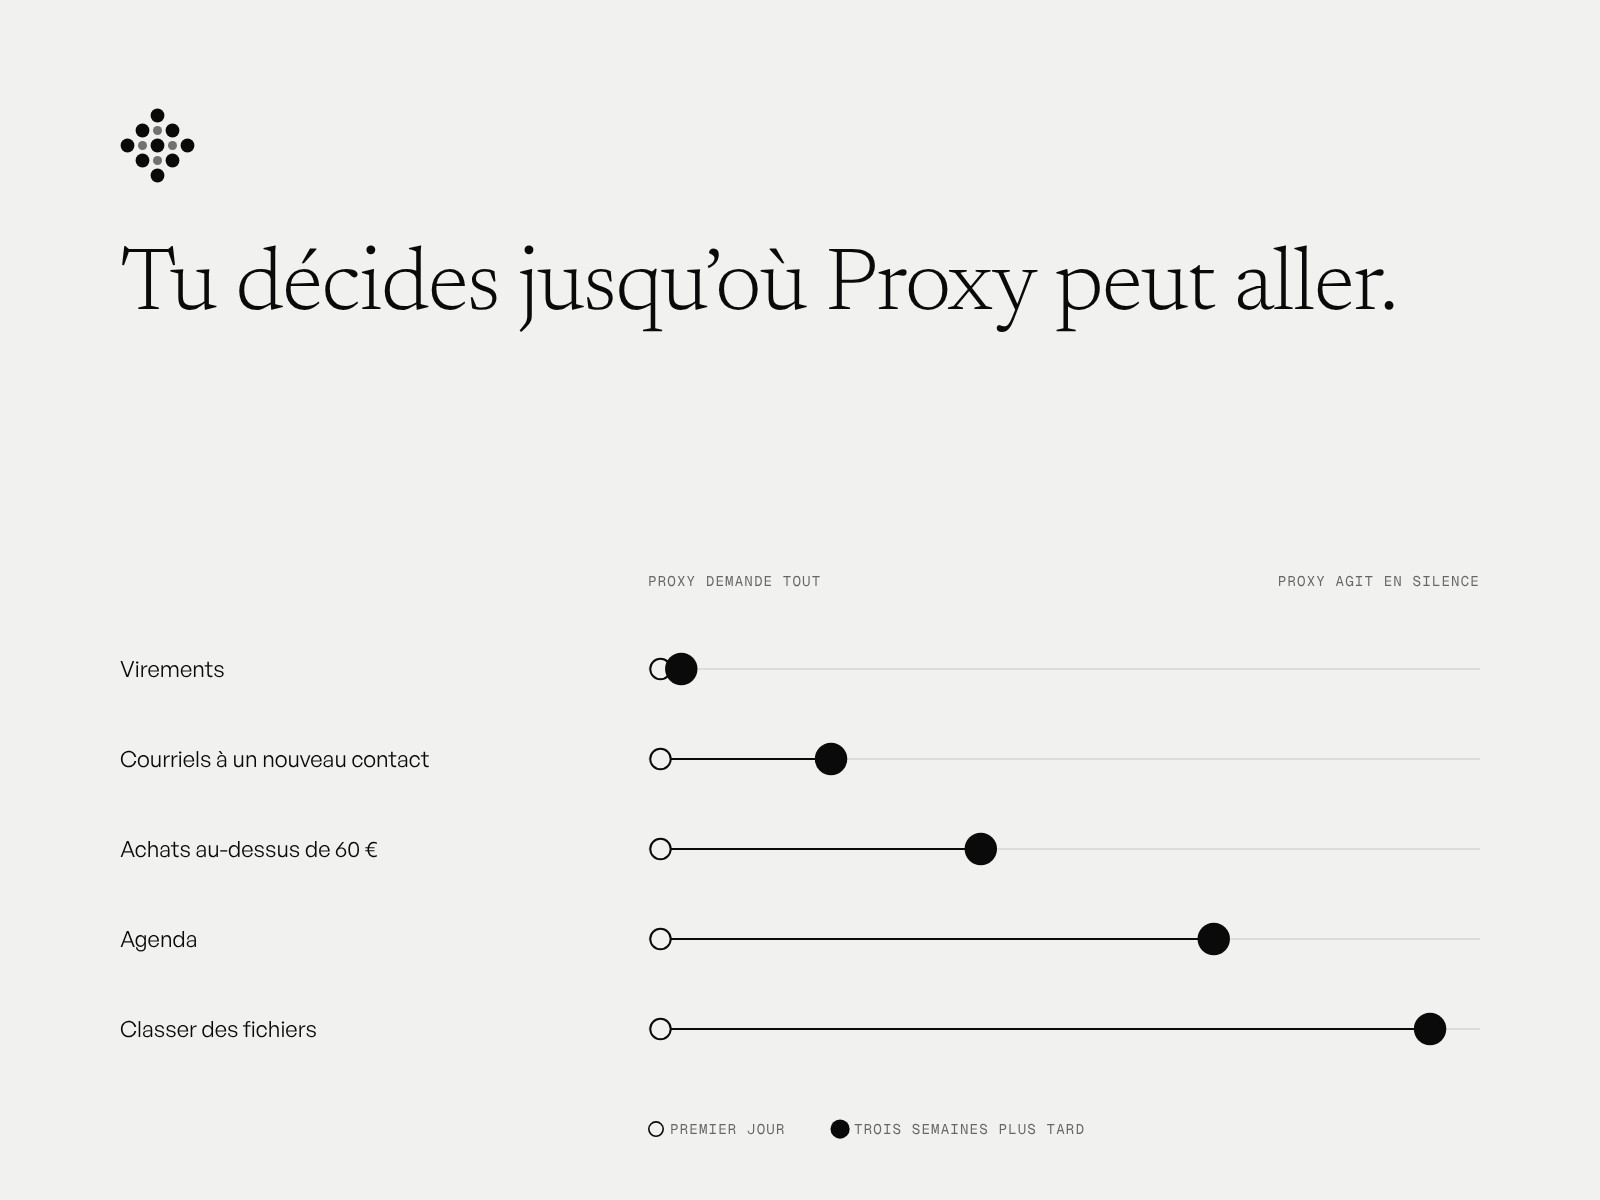 Tu décides jusqu’où Proxy peut aller.
PROXY DEMANDE TOUT
PROXY AGIT EN SILENCE
Virements
Courriels à un nouveau contact
Achats au-dessus de 60 €
Agenda
Classer des fichiers
PREMIER JOUR
TROIS SEMAINES PLUS TARD